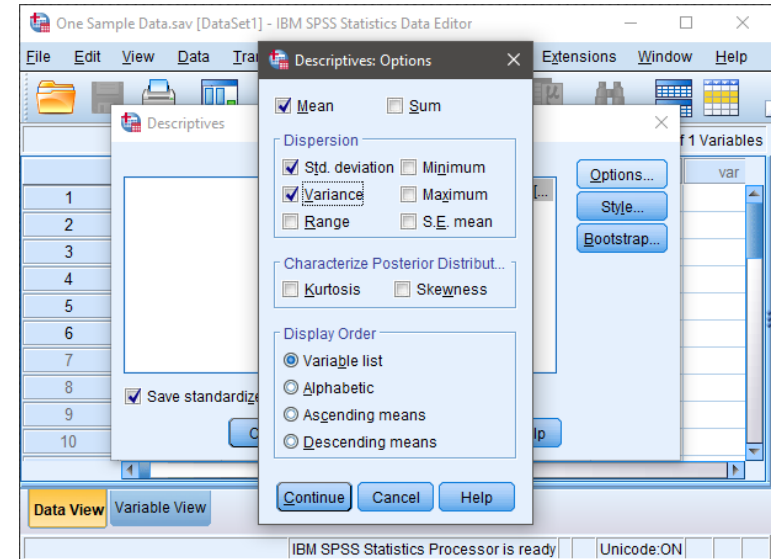 One Sample Data.sav [DataSet1] - IBM SPSS Statistics Data Editor
File Edit View Data Extensions Window Help
Descriptives: Options
Mean Sum
Dispersion
Std. deviation Minimum
Variance Maximum
Range S.E. mean
Characterize Posterior Distribut...
Kurtosis Skewness
Display Order
Variable list
Alphabetic
Ascending means
Descending means
Continue Cancel Help
Descriptives
1 Variables
var
[...
Options...
Style...
Bootstrap...
1
2
3
4
5
6
7
8
9
10
Save
Data View Variable View
IBM SPSS Statistics Processor is ready Unicode:ON